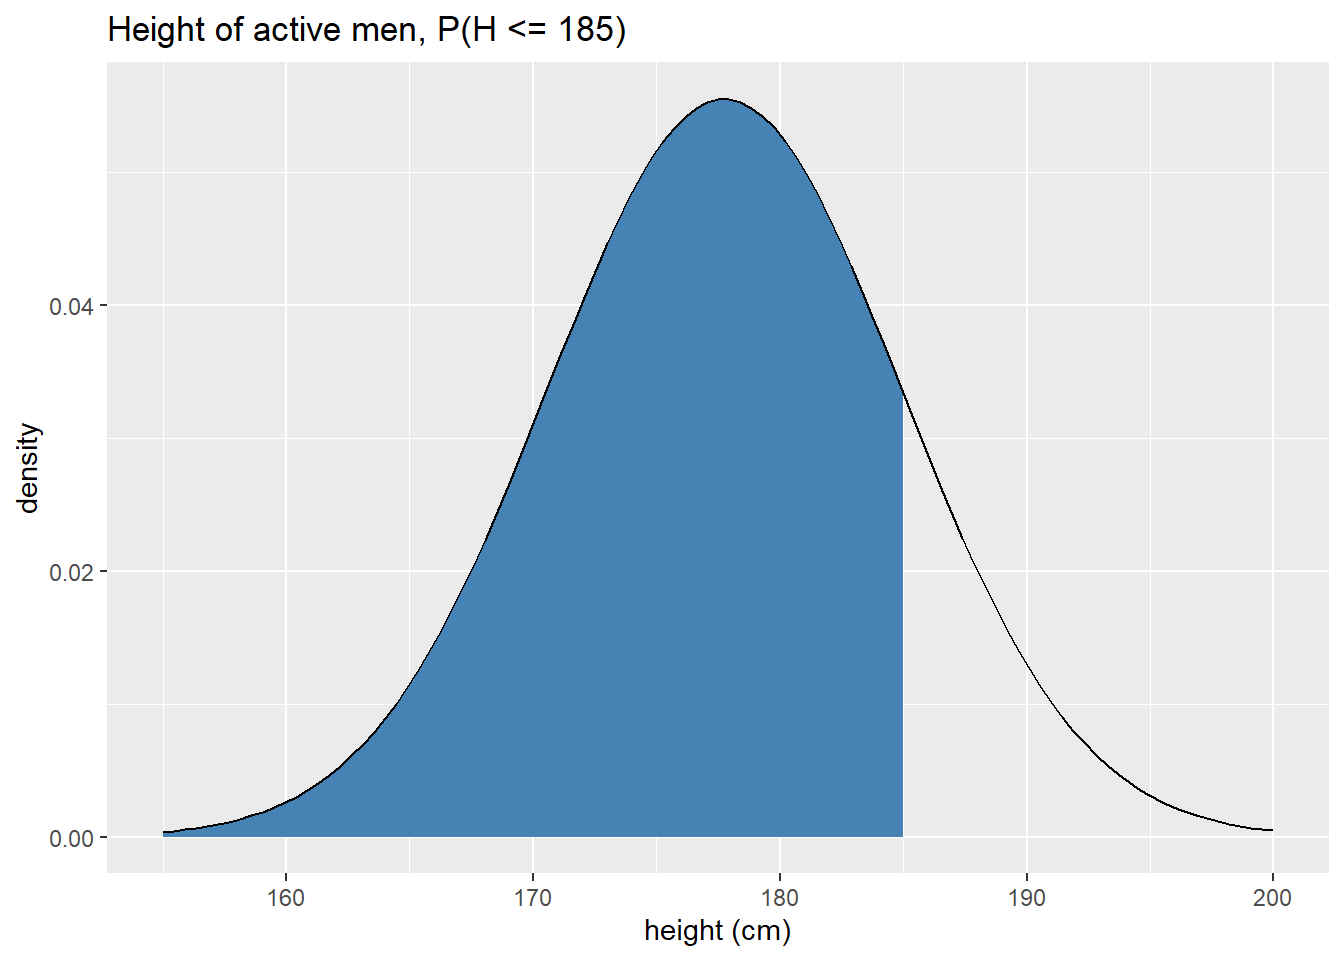 Height of active men, P(H <= 185)
0.04
0.02
0.00
density
160 170 180 190 200
height (cm)